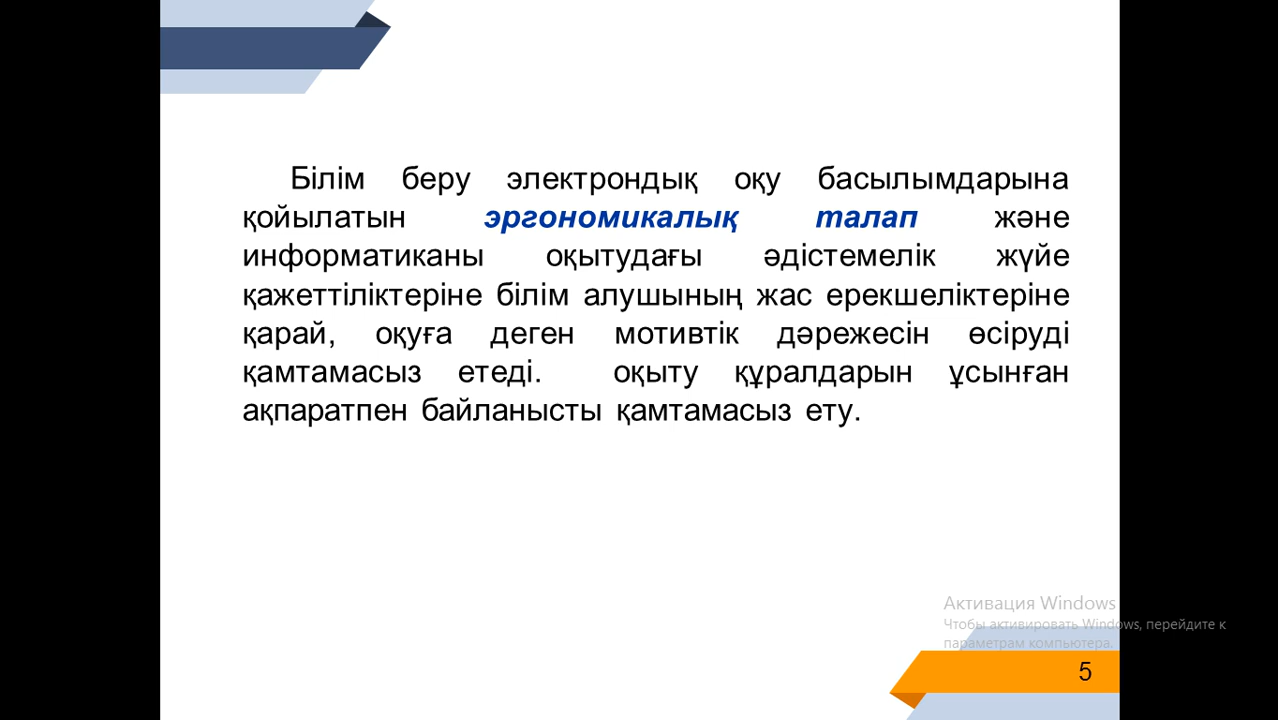 Білім беру электрондық оқу басылымдарына
қойылатын эргономикалық талап және
информатиканы оқытудағы әдістемелік жүйе
қажеттіліктеріне білім алушының жас ерекшеліктеріне
қарай, оқуға деген мотивтік дәрежесін өсіруді
қамтамасыз етеді. оқыту құралдарын ұсынған
ақпаратпен байланысты қамтамасыз ету.
Активация Windows
Чтобы активировать Windows, перейдите к
параметрам компьютера.
5